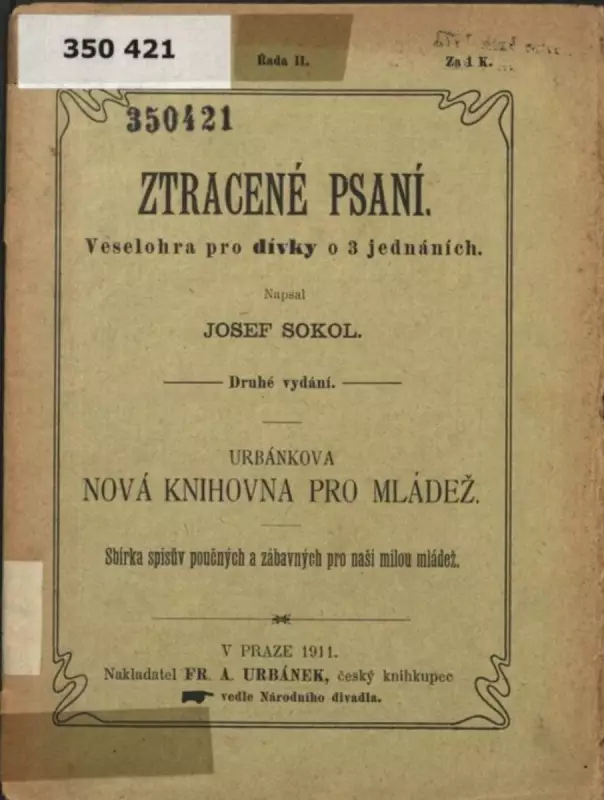 350 421
Řada II.
Za 1 K.
350421
ZTRACENÉ PSANÍ.
Veselohra pro dívky o 3 jednáních.
Napsal
JOSEF SOKOL.
Druhé vydání.
URBÁNKOVA
NOVÁ KNIHOVNA PRO MLÁDEŽ.
Sbírka spisův poučných a zábavných pro naši milou mládež.
V PRAZE 1911.
Nakladatel FR. A. URBÁNEK, český knihkupec
vedle Národního divadla.